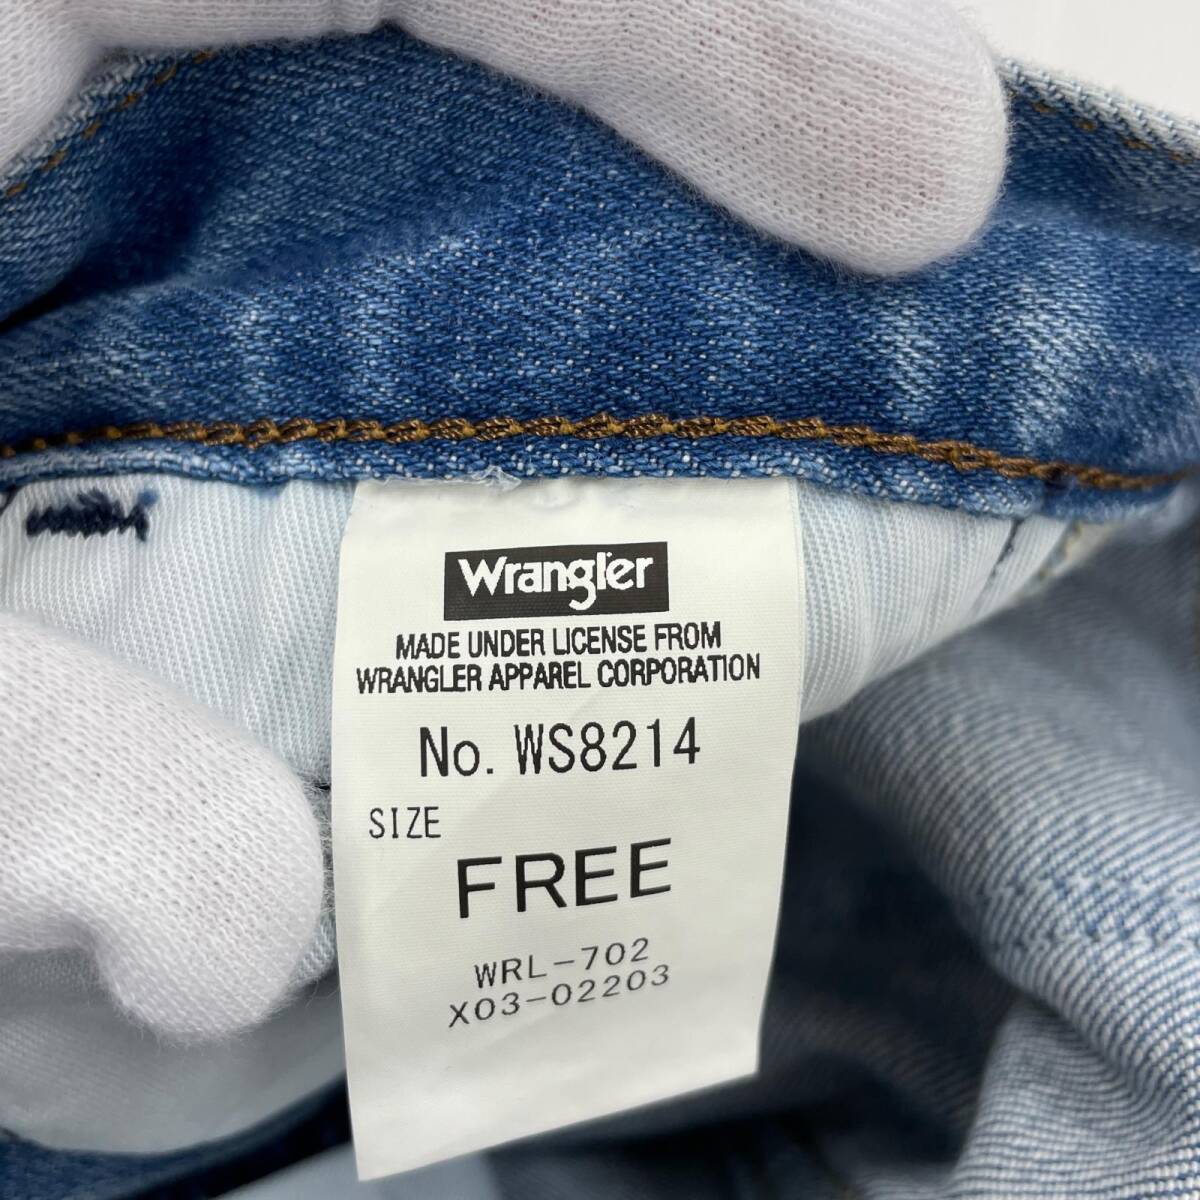 Wrangler
MADE UNDER LICENSE FROM
WRANGLER APPAREL CORPORATION
No. WS8214
SIZE
FREE
WRL-702
X03-02203